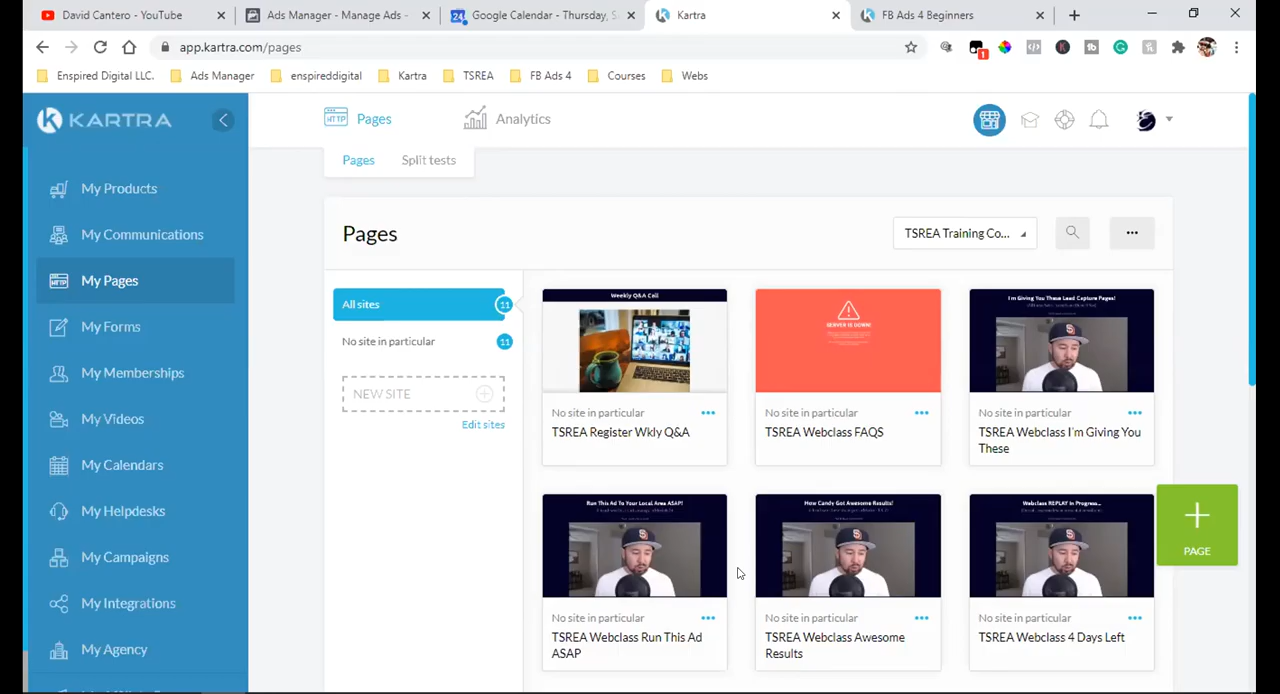 David Cantero - YouTube
Ads Manager - Manage Ads -
Google Calendar - Thursday, S
Kartra
FB Ads 4 Beginners
app.kartra.com/pages
1
Enspired Digital LLC.
Ads Manager
enspireddigital
Kartra
TSREA
FB Ads 4
Courses
Webs
KARTRA
Pages
Analytics
Pages
Split tests
My Products
My Communications
My Pages
My Forms
My Memberships
My Videos
My Calendars
My Helpdesks
My Campaigns
My Integrations
My Agency
Pages
TSREA Training Co...
All sites
11
No site in particular
11
NEW SITE
Edit sites
Weekly Q&A Call
No site in particular
TSREA Register Wkly Q&A
SERVER IS DOWN!
No site in particular
TSREA Webclass FAQS
I'm Giving You These Lead Capture Pages!
No site in particular
TSREA Webclass I'm Giving You
These
Run This Ad To Your Local Area ASAP!
No site in particular
TSREA Webclass Run This Ad
ASAP
How Candy Got Awesome Results!
No site in particular
TSREA Webclass Awesome
Results
Webclass REPLAY In Progress...
No site in particular
TSREA Webclass 4 Days Left
PAGE